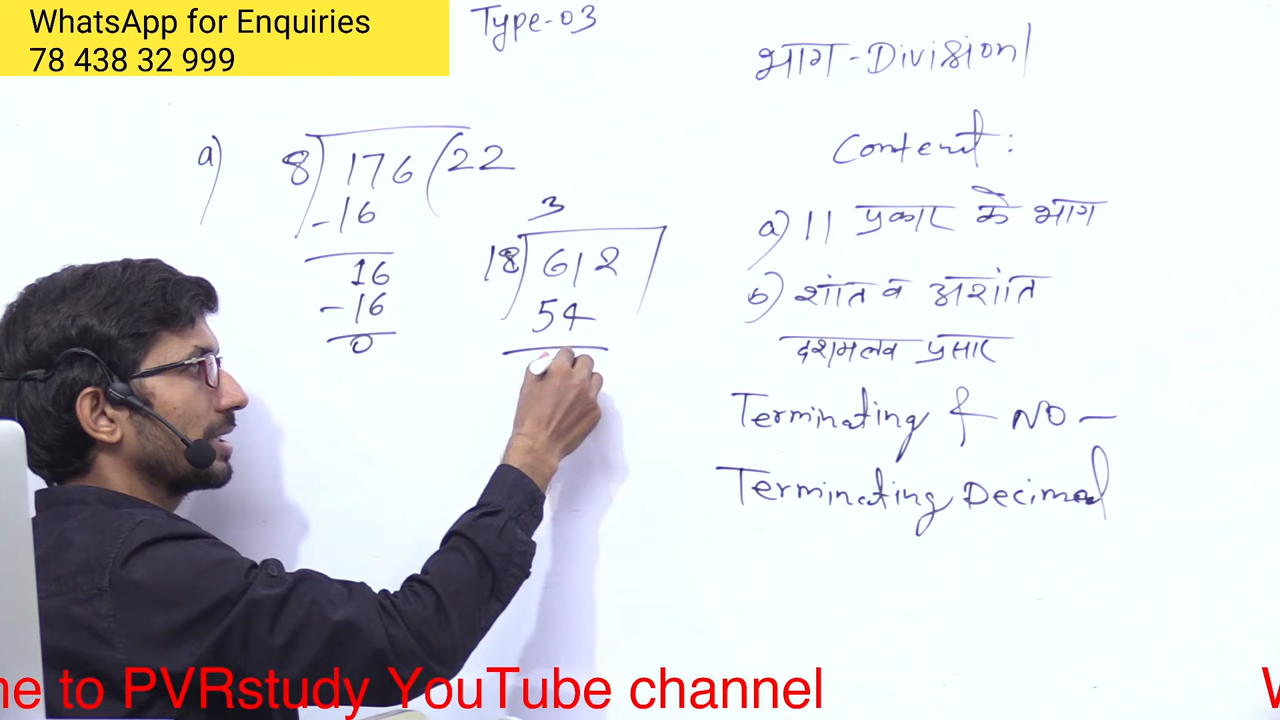 WhatsApp for Enquiries
78 438 32 999
Type-03
भाग-Division
Content:
a) 11 प्रकार के भाग
b) शांत व अशांत
दशमलव प्रसार
Terminating & NO-
Terminating Decimal
a) 8) 176 (22
-16
16
-16
0
3
18) 612
54
me to PVRstudy YouTube channel
W